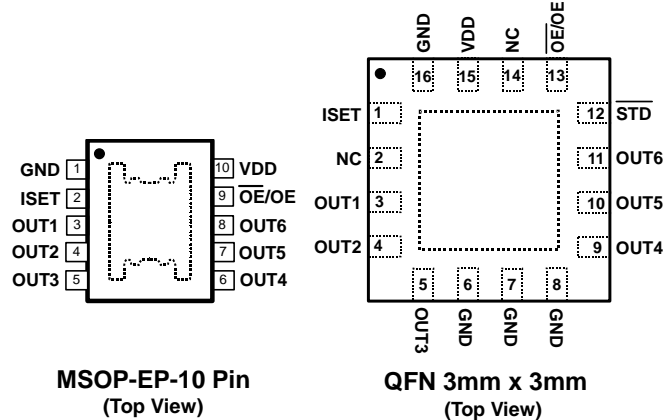 GND 1
ISET 2
OUT1 3
OUT2 4
OUT3 5
10 VDD
9 O̅E̅/OE
8 OUT6
7 OUT5
6 OUT4
MSOP-EP-10 Pin
(Top View)
GND
VDD
NC
O̅E̅/OE
16
15
14
13
ISET 1
NC 2
OUT1 3
OUT2 4
12 S̅T̅D̅
11 OUT6
10 OUT5
9 OUT4
5
6
7
8
OUT3
GND
GND
GND
QFN 3mm x 3mm
(Top View)